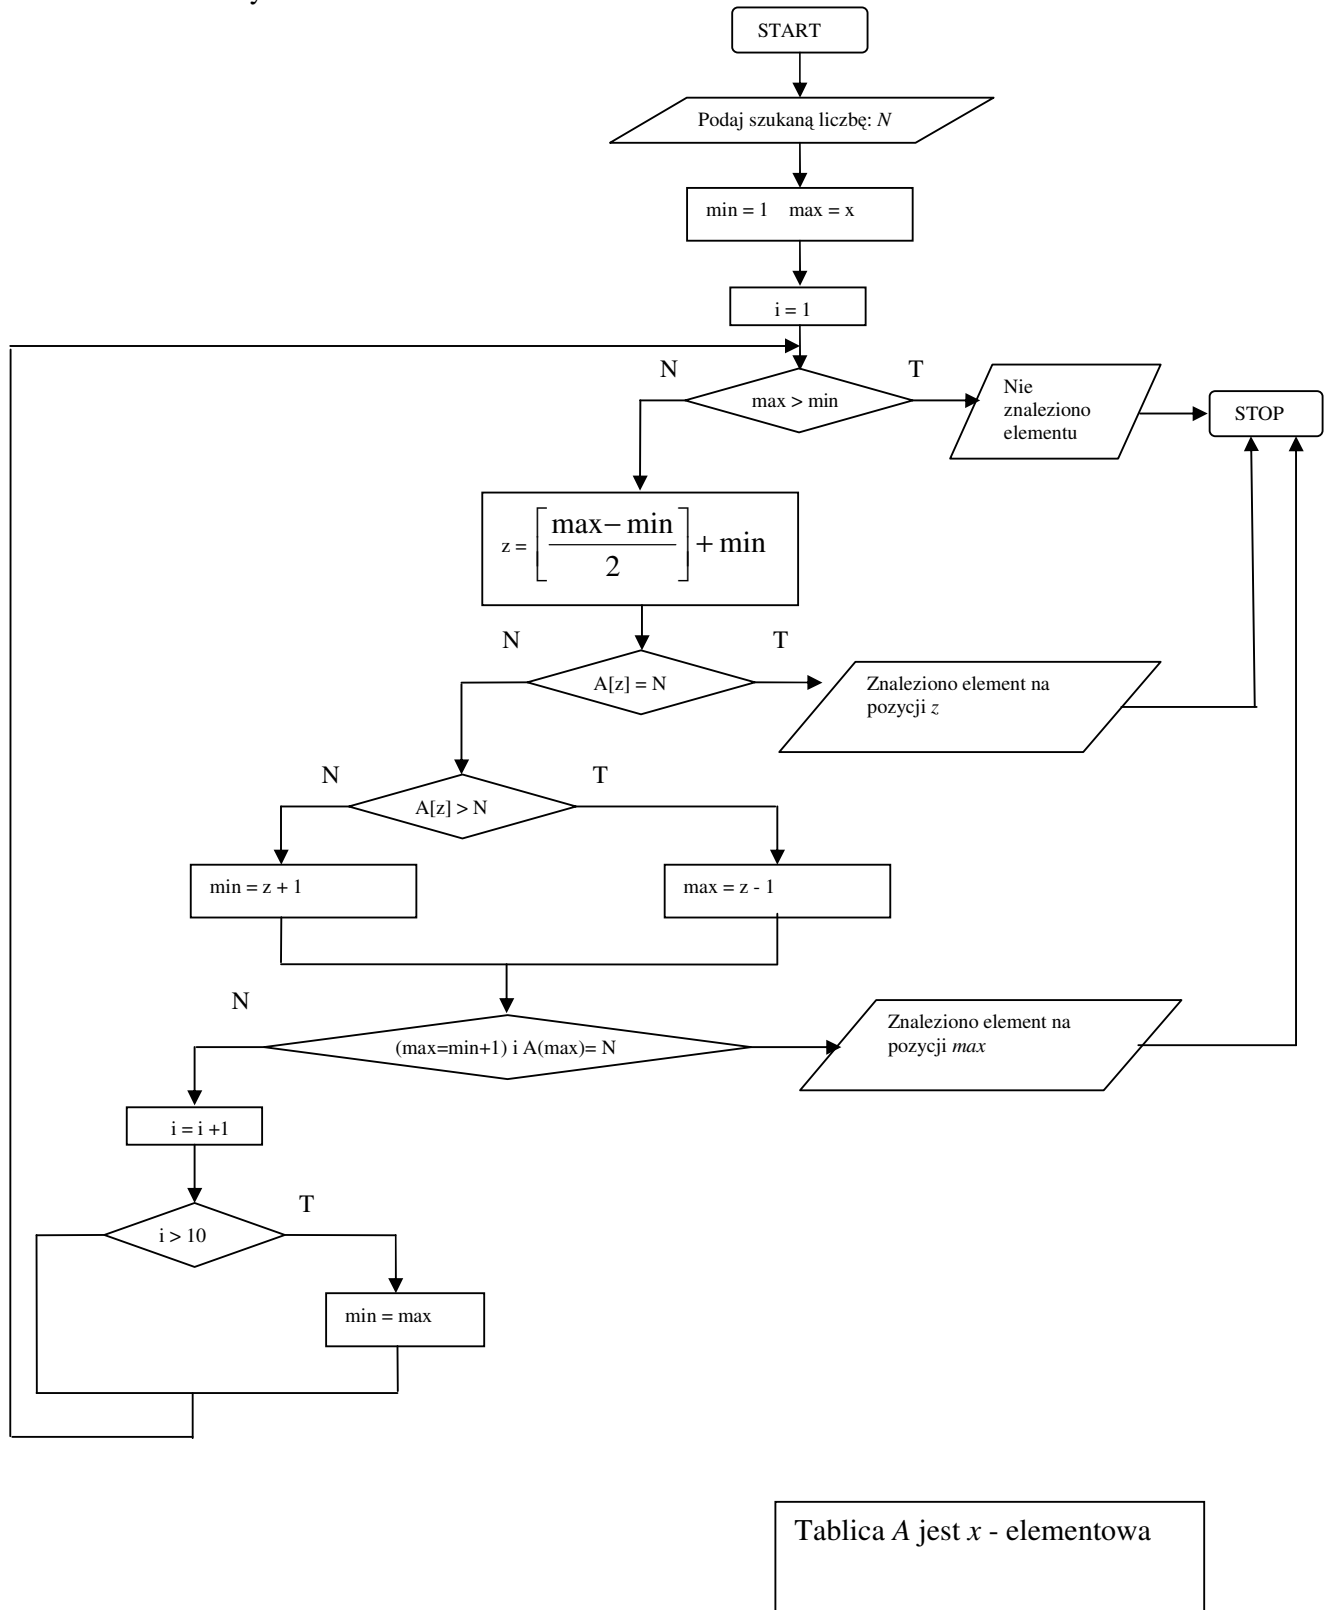 START
Podaj szukaną liczbę: N
min = 1 max = x
i = 1
N
T
max > min
Nie
znaleziono
elementu
STOP
z = [ max− min / 2 ] + min
N
T
A[z] = N
Znaleziono element na
pozycji z
N
T
A[z] > N
min = z + 1
max = z - 1
N
(max=min+1) i A(max)= N
Znaleziono element na
pozycji max
i = i +1
T
i > 10
min = max
Tablica A jest x - elementowa